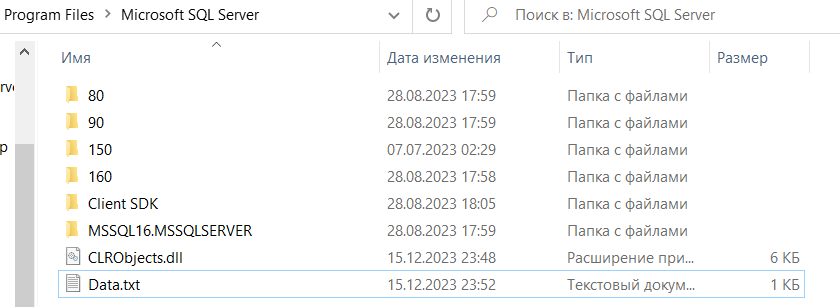 Program Files > Microsoft SQL Server
Поиск в: Microsoft SQL Server
Имя Дата изменения Тип Размер
80 28.08.2023 17:59 Папка с файлами
90 28.08.2023 17:59 Папка с файлами
150 07.07.2023 02:29 Папка с файлами
160 28.08.2023 17:58 Папка с файлами
Client SDK 28.08.2023 18:05 Папка с файлами
MSSQL16.MSSQLSERVER 28.08.2023 17:59 Папка с файлами
CLRObjects.dll 15.12.2023 23:48 Расширение при... 6 КБ
Data.txt 15.12.2023 23:52 Текстовый докум... 1 КБ